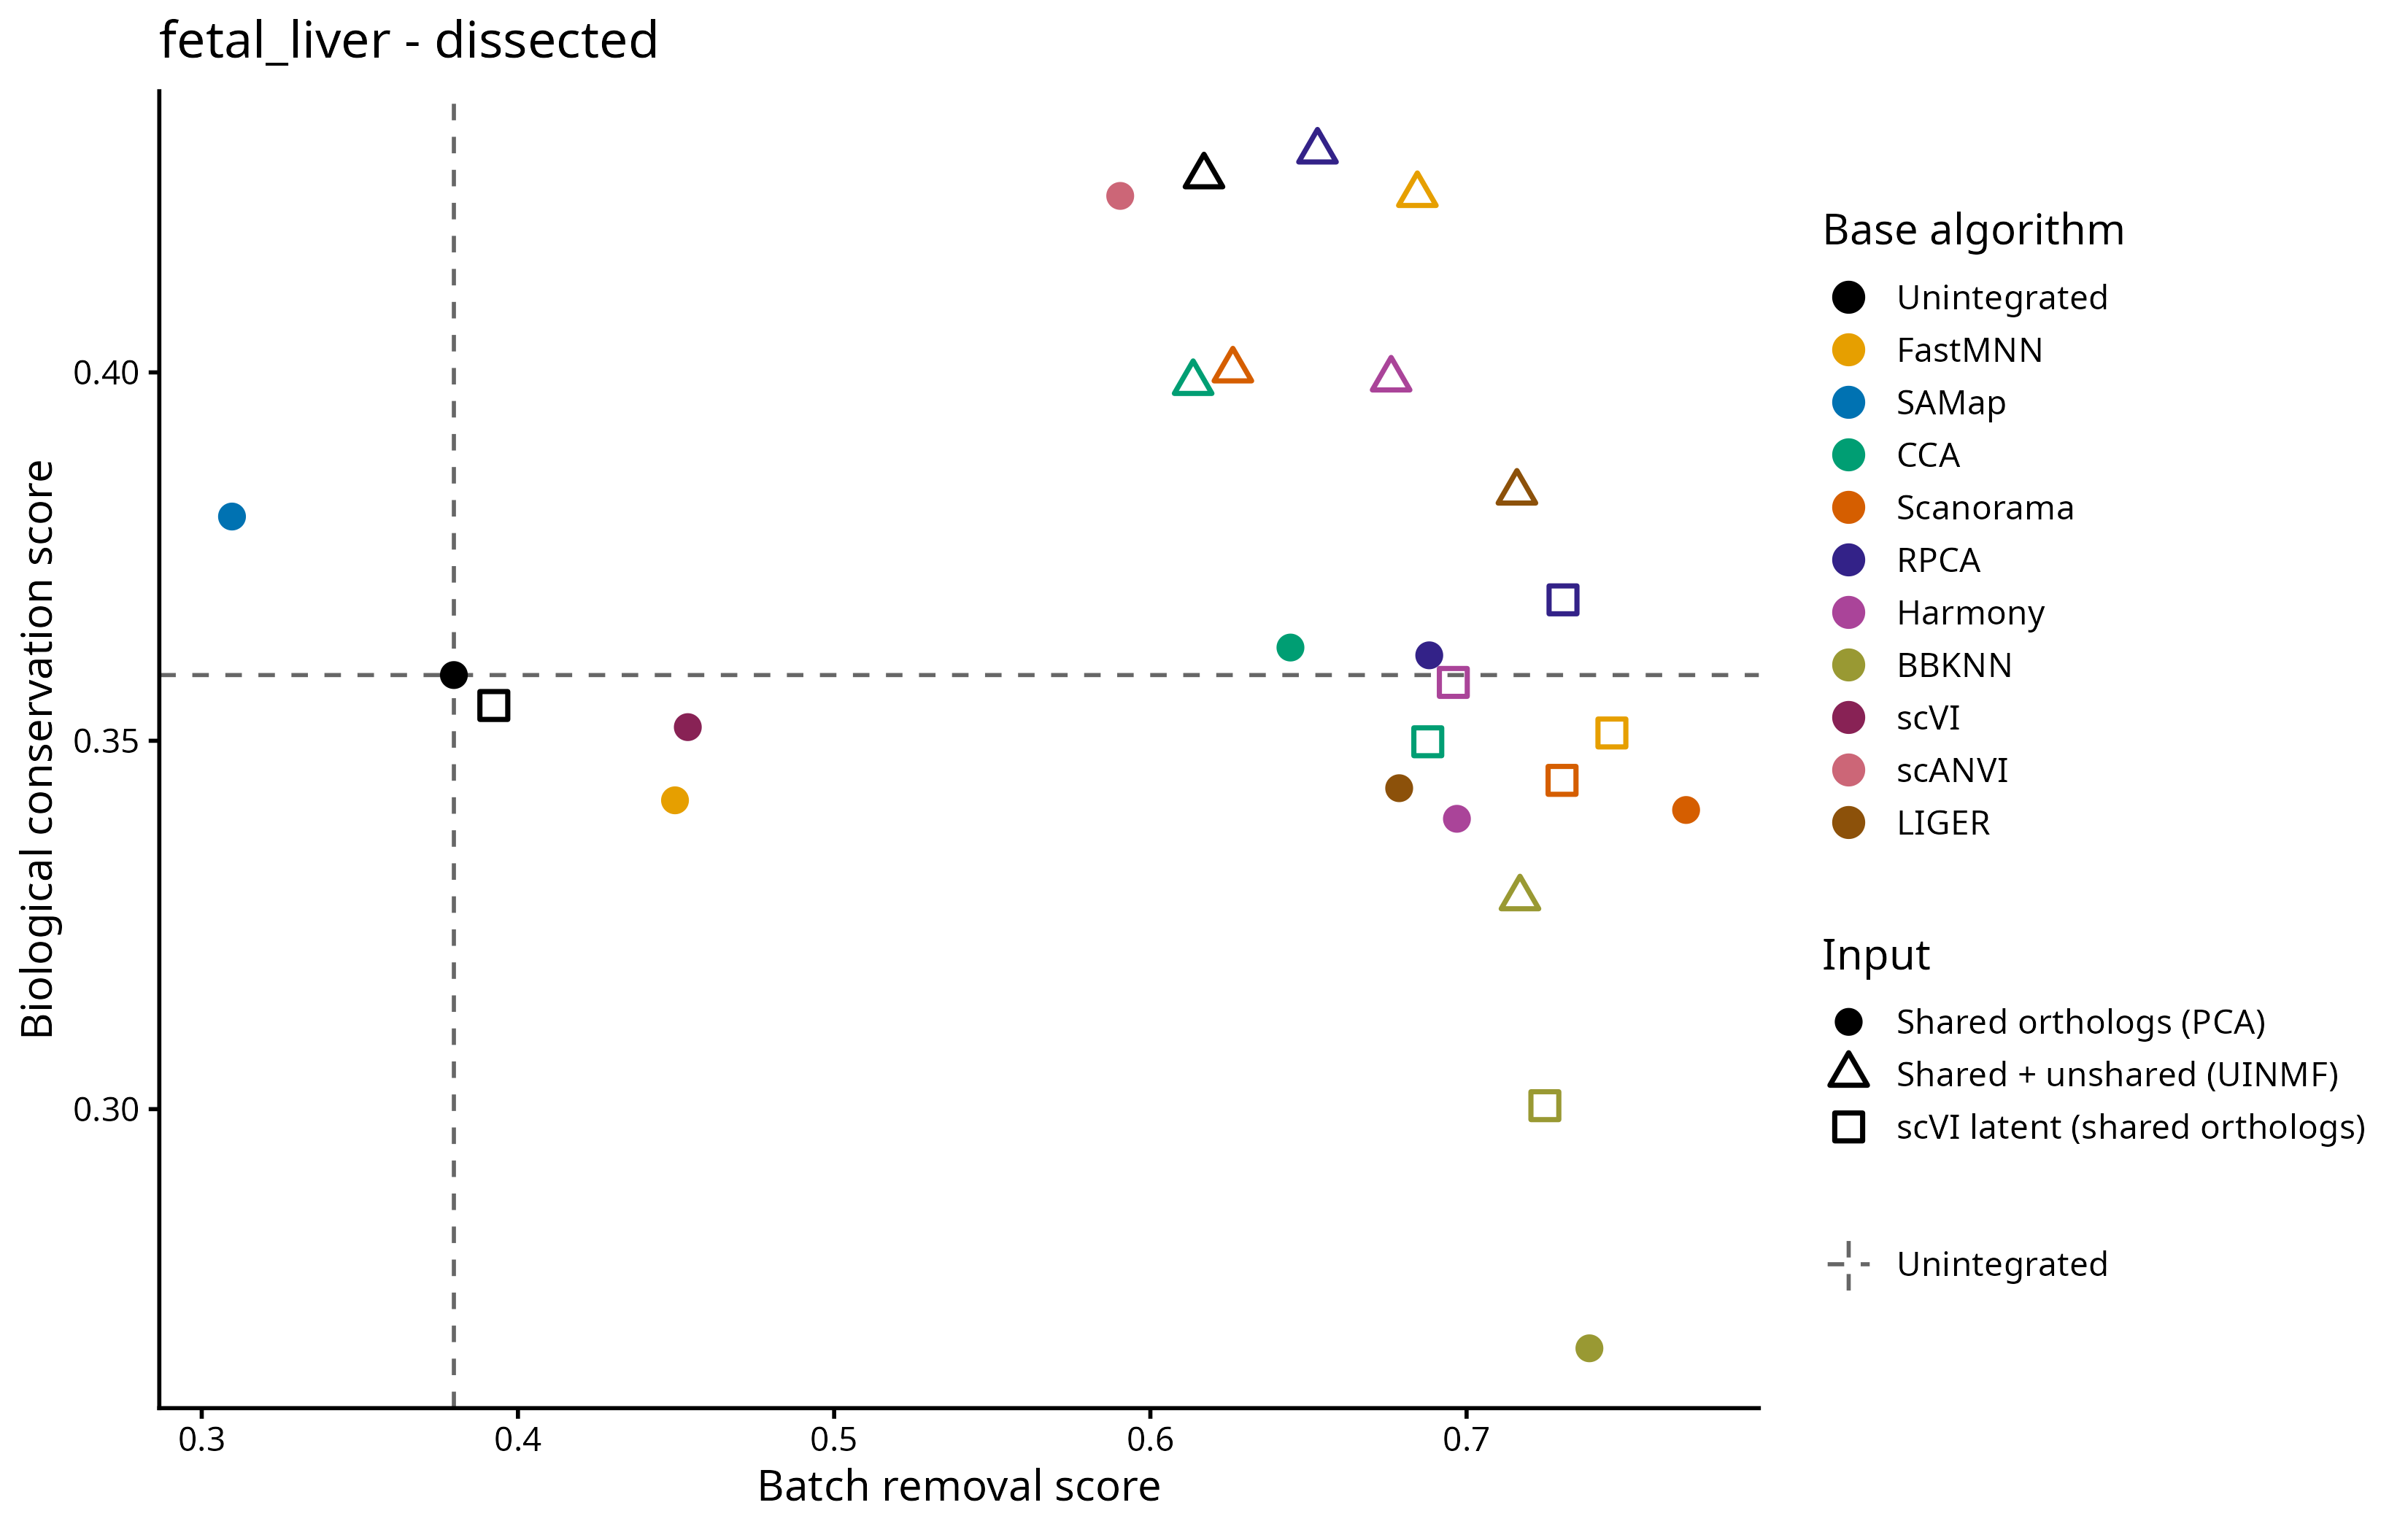 fetal_liver - dissected
Biological conservation score
0.40
0.35
0.30
0.3
0.4
0.5
0.6
0.7
Batch removal score
Base algorithm
Unintegrated
FastMNN
SAMap
CCA
Scanorama
RPCA
Harmony
BBKNN
scVI
scANVI
LIGER
Input
Shared orthologs (PCA)
Shared + unshared (UINMF)
scVI latent (shared orthologs)
Unintegrated